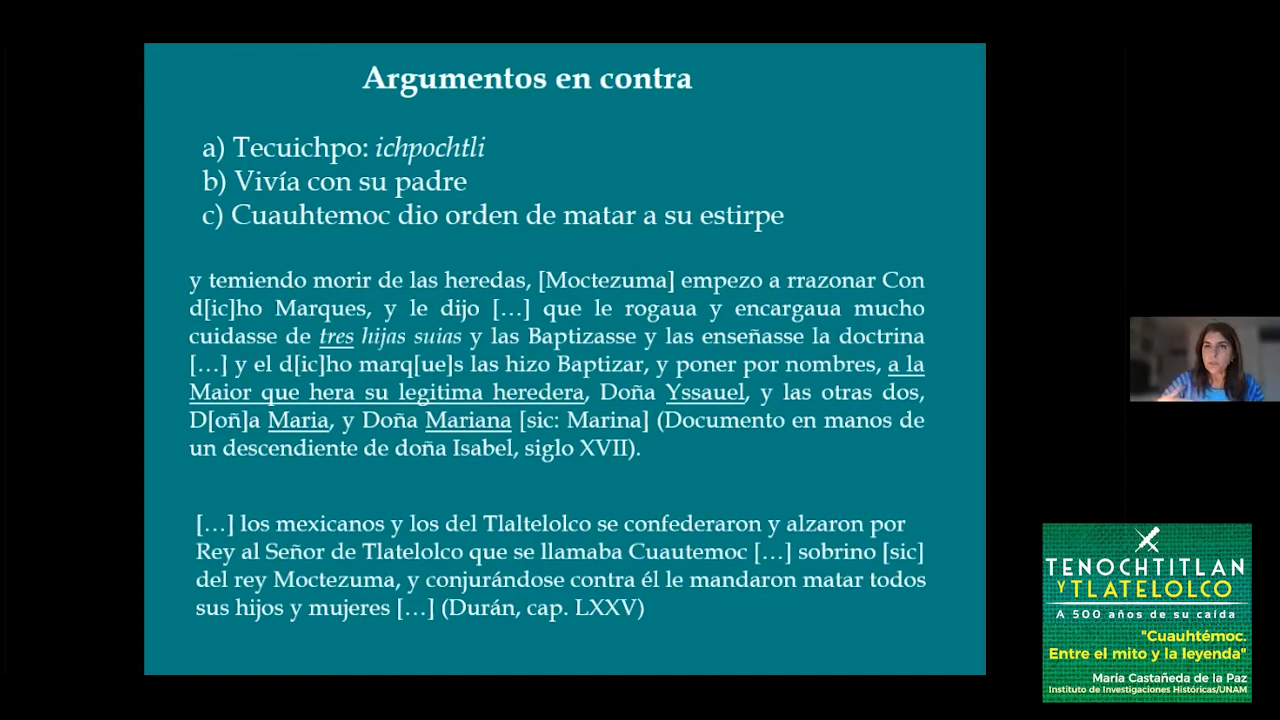 Argumentos en contra
a) Tecuichpo: ichpochtli
b) Vivía con su padre
c) Cuauhtemoc dio orden de matar a su estirpe
y temiendo morir de las heredas, [Moctezuma] empezo a rrazonar Con
d[ic]ho Marques, y le dijo […] que le rogaua y encargaua mucho
cuidasse de tres hijas suias y las Baptizasse y las enseñasse la doctrina
[…] y el d[ic]ho marq[ue]s las hizo Baptizar, y poner por nombres, a la
Maior que hera su legitima heredera, Doña Yssauel, y las otras dos,
D[oñ]a Maria, y Doña Mariana [sic: Marina] (Documento en manos de
un descendiente de doña Isabel, siglo XVII).
[…] los mexicanos y los del Tlaltelolco se confederaron y alzaron por
Rey al Señor de Tlatelolco que se llamaba Cuautemoc […] sobrino [sic]
del rey Moctezuma, y conjurándose contra él le mandaron matar todos
sus hijos y mujeres […] (Durán, cap. LXXV)
TENOCHTITLAN
Y TLATELOLCO
A 500 años de su caída
"Cuauhtémoc.
Entre el mito y la leyenda"
María Castañeda de la Paz
Instituto de Investigaciones Históricas/UNAM